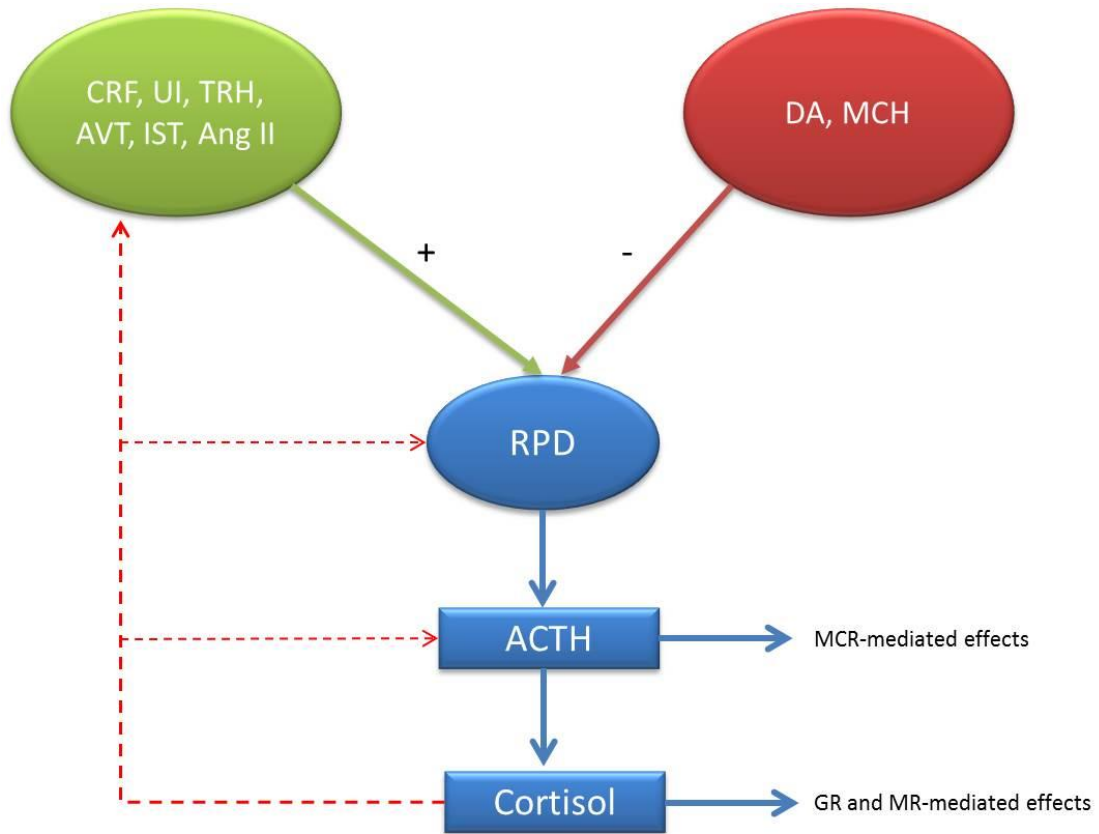 CRF, UI, TRH,
AVT, IST, Ang II
DA, MCH
+
-
RPD
ACTH
MCR-mediated effects
Cortisol
GR and MR-mediated effects